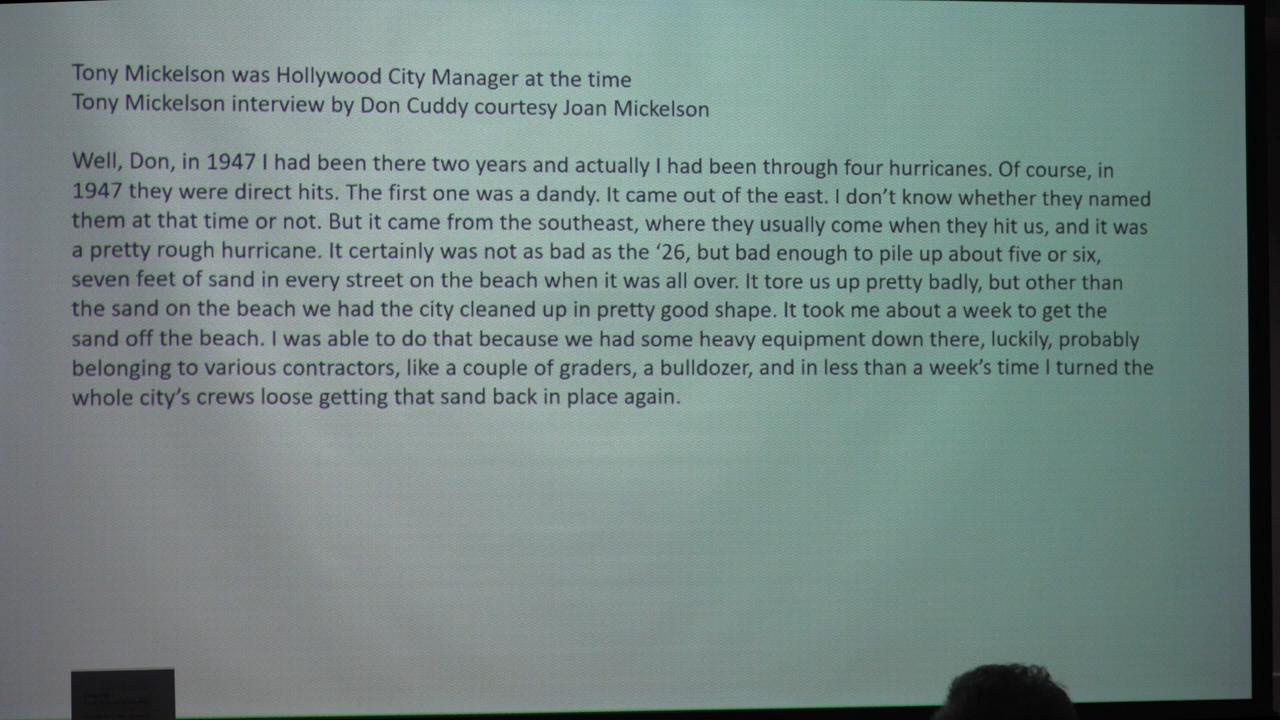 Tony Mickelson was Hollywood City Manager at the time
Tony Mickelson interview by Don Cuddy courtesy Joan Mickelson
Well, Don, in 1947 I had been there two years and actually I had been through four hurricanes. Of course, in
1947 they were direct hits. The first one was a dandy. It came out of the east. I don’t know whether they named
them at that time or not. But it came from the southeast, where they usually come when they hit us, and it was
a pretty rough hurricane. It certainly was not as bad as the ‘26, but bad enough to pile up about five or six,
seven feet of sand in every street on the beach when it was all over. It tore us up pretty badly, but other than
the sand on the beach we had the city cleaned up in pretty good shape. It took me about a week to get the
sand off the beach. I was able to do that because we had some heavy equipment down there, luckily, probably
belonging to various contractors, like a couple of graders, a bulldozer, and in less than a week’s time I turned the
whole city’s crews loose getting that sand back in place again.